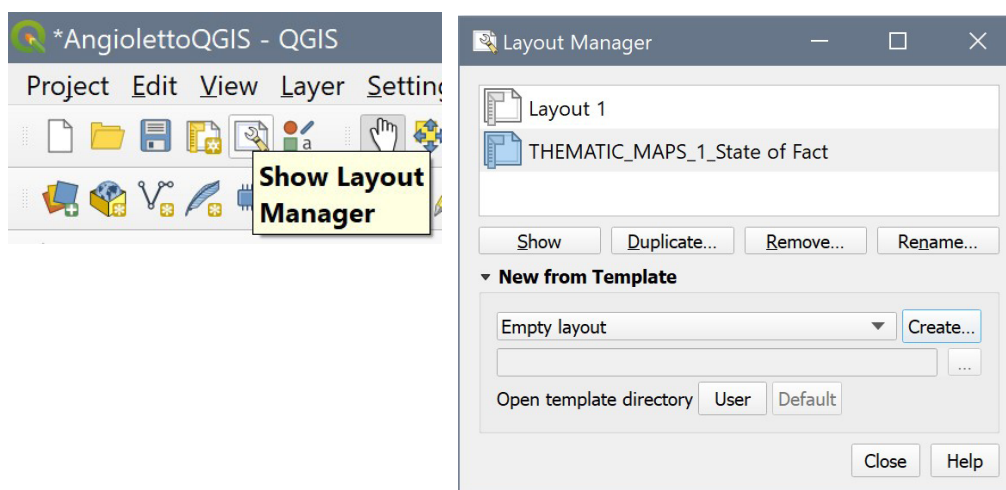 *AngiolettoQGIS - QGIS
Project Edit View Layer
a
Show Layout
Manager
Layout Manager
Layout 1
THEMATIC_MAPS_1_State of Fact
Show Duplicate... Remove... Rename...
New from Template
Empty layout Create...
...
Open template directory User Default
Close Help